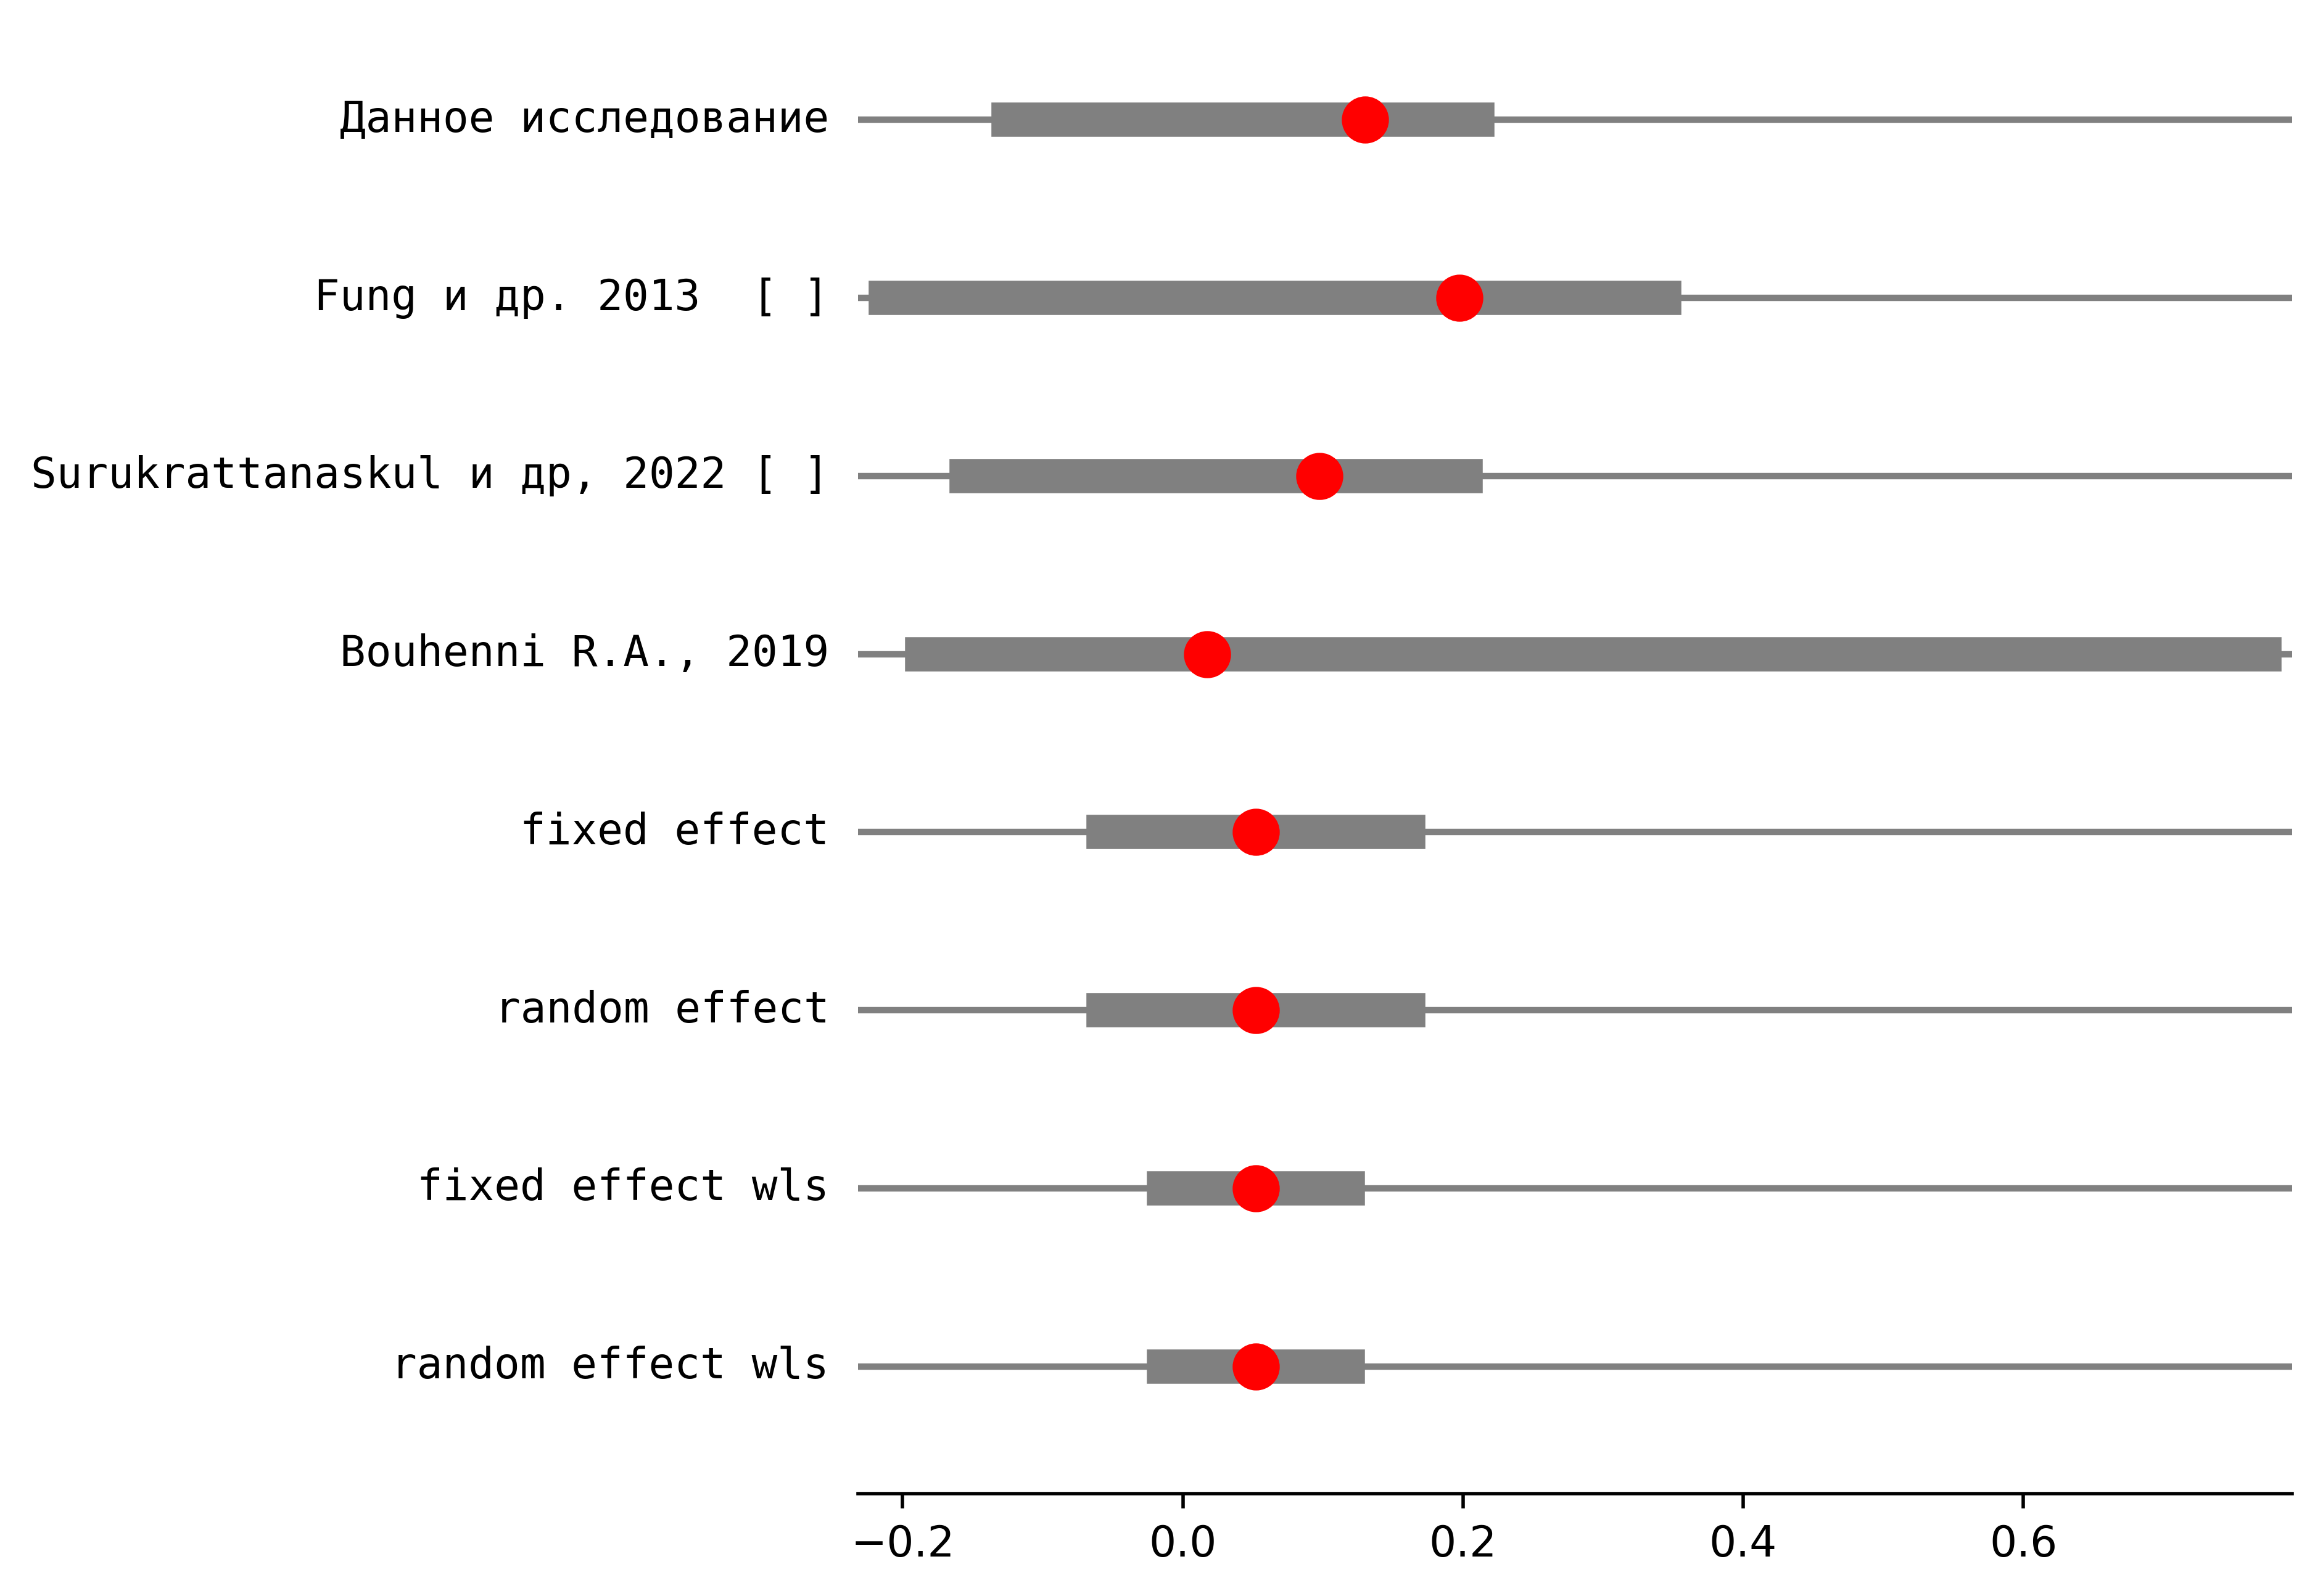 Данное исследование
Fung и др. 2013  [ ]
Surukrattanaskul и др, 2022 [ ]
Bouhenni R.A., 2019
fixed effect
random effect
fixed effect wls
random effect wls
−0.2 0.0 0.2 0.4 0.6